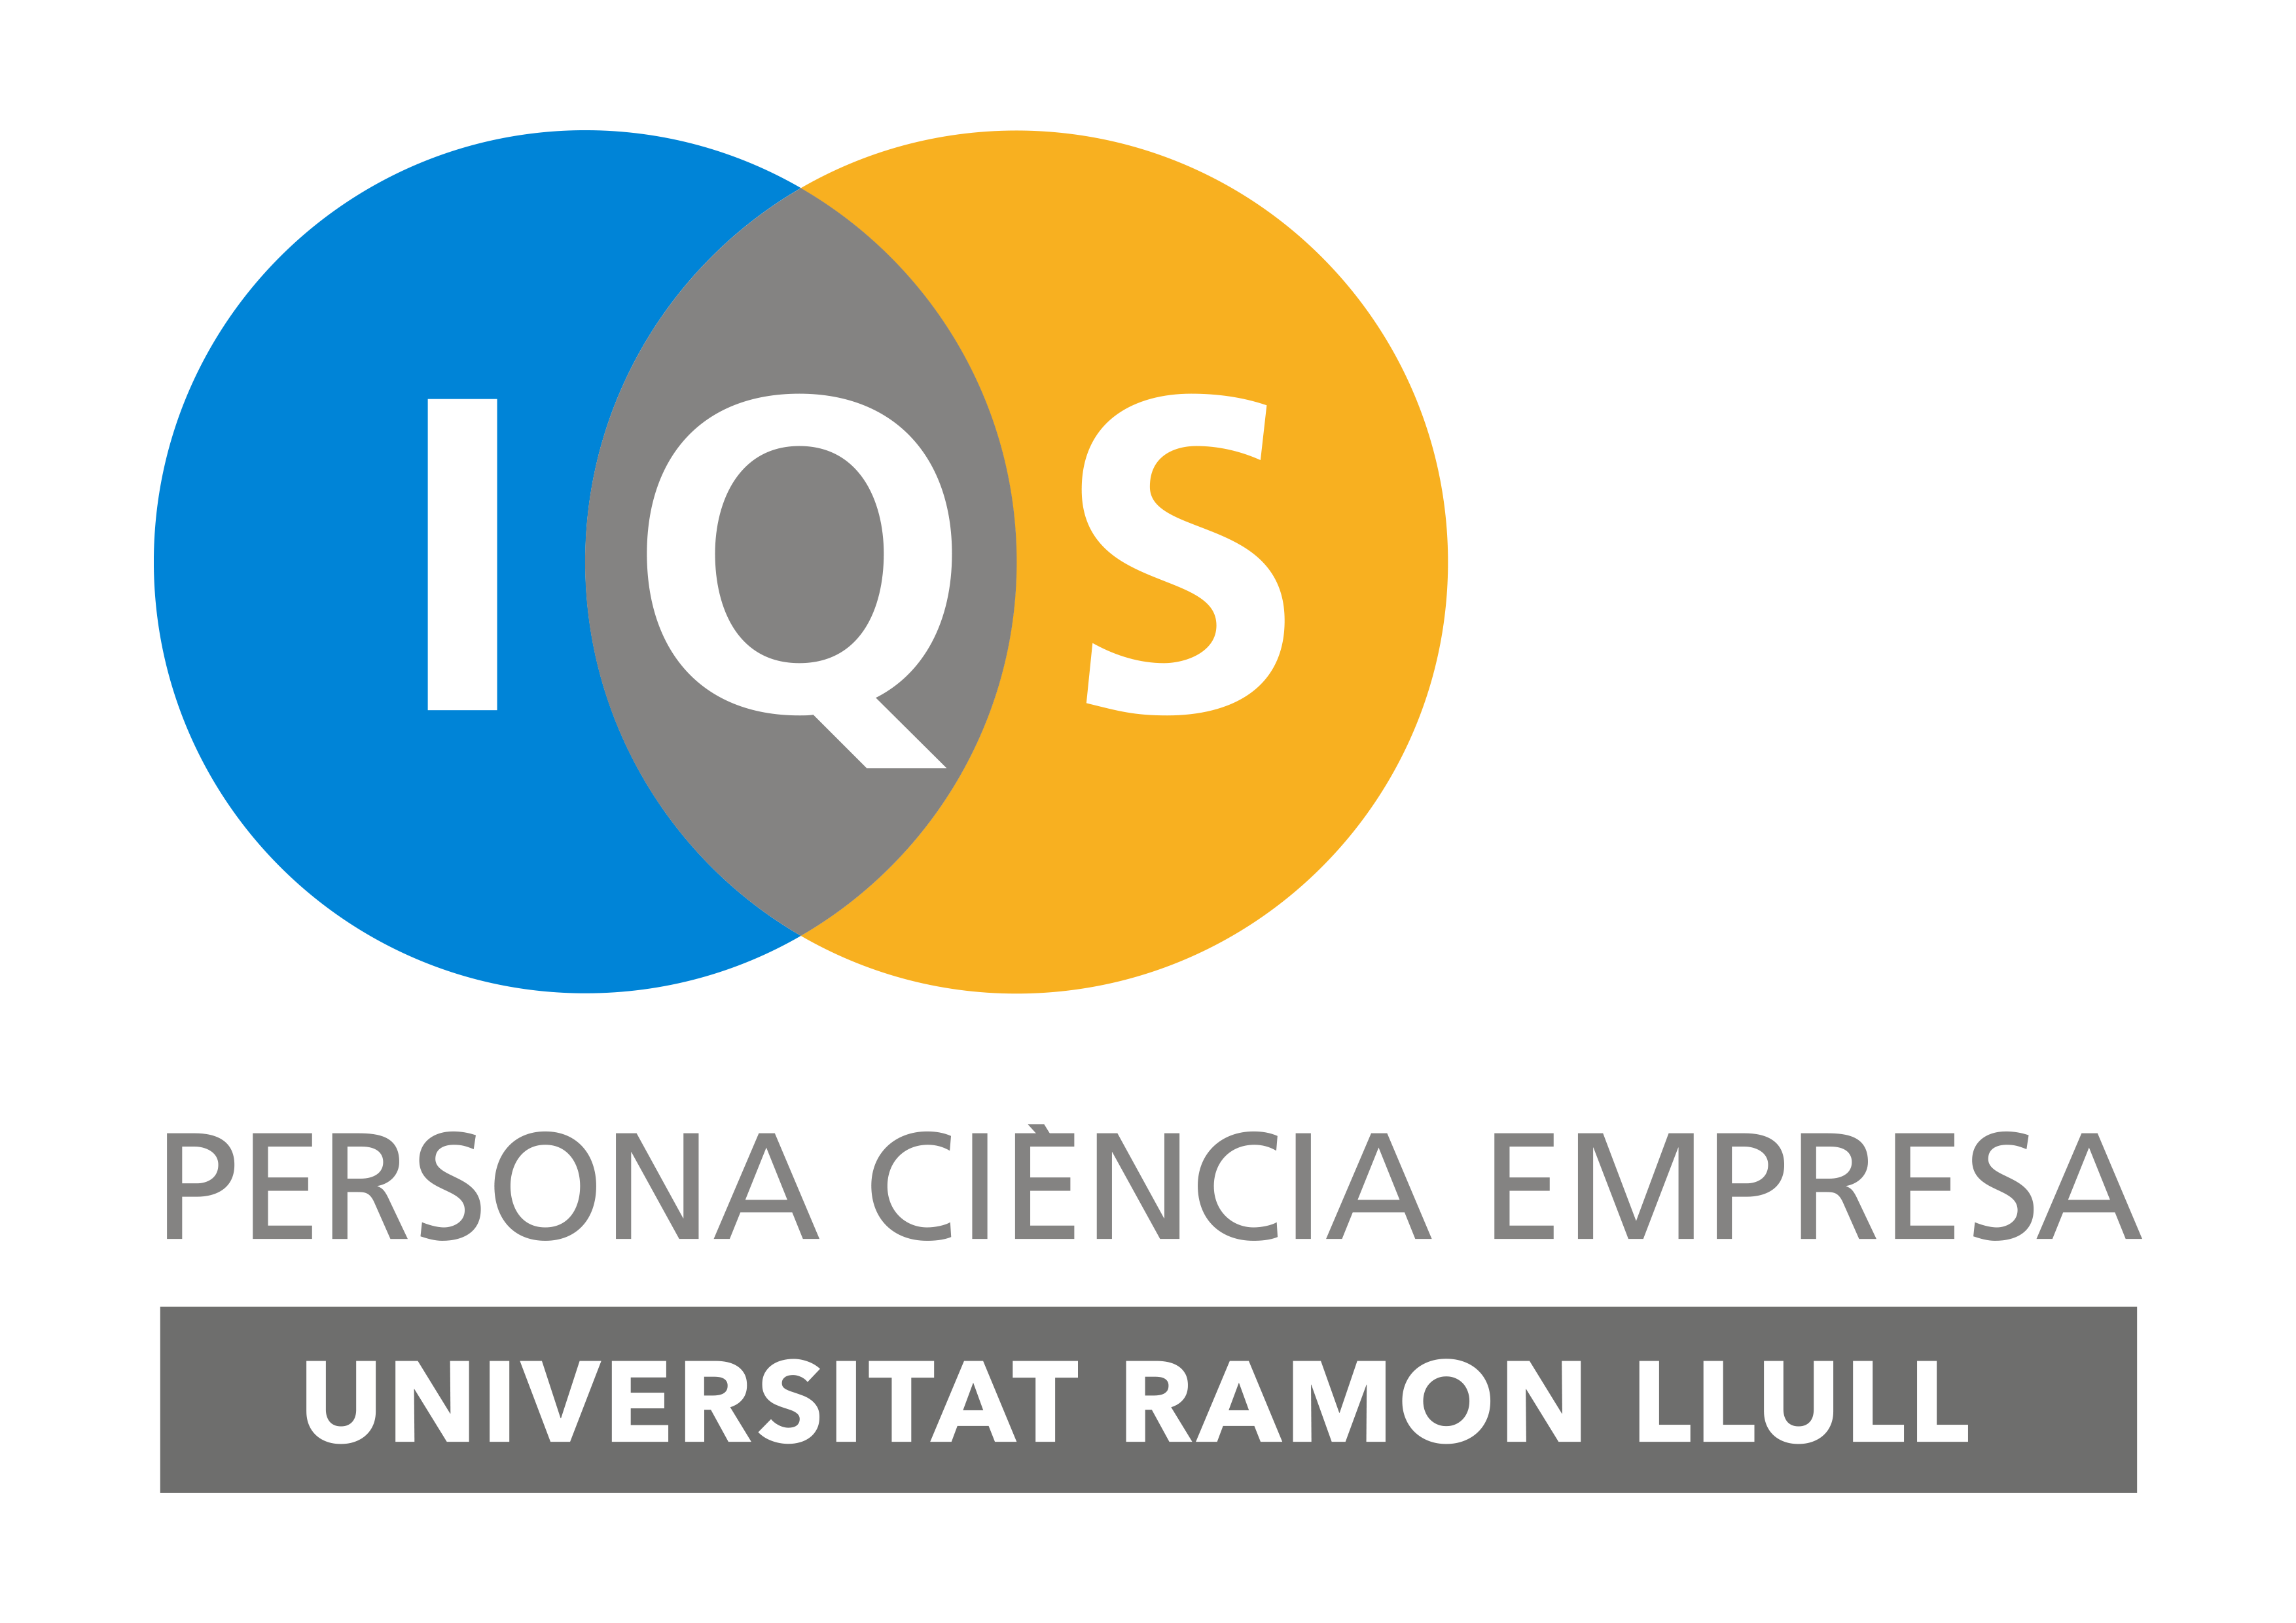 IQS
PERSONA CIÈNCIA EMPRESA
UNIVERSITAT RAMON LLULL